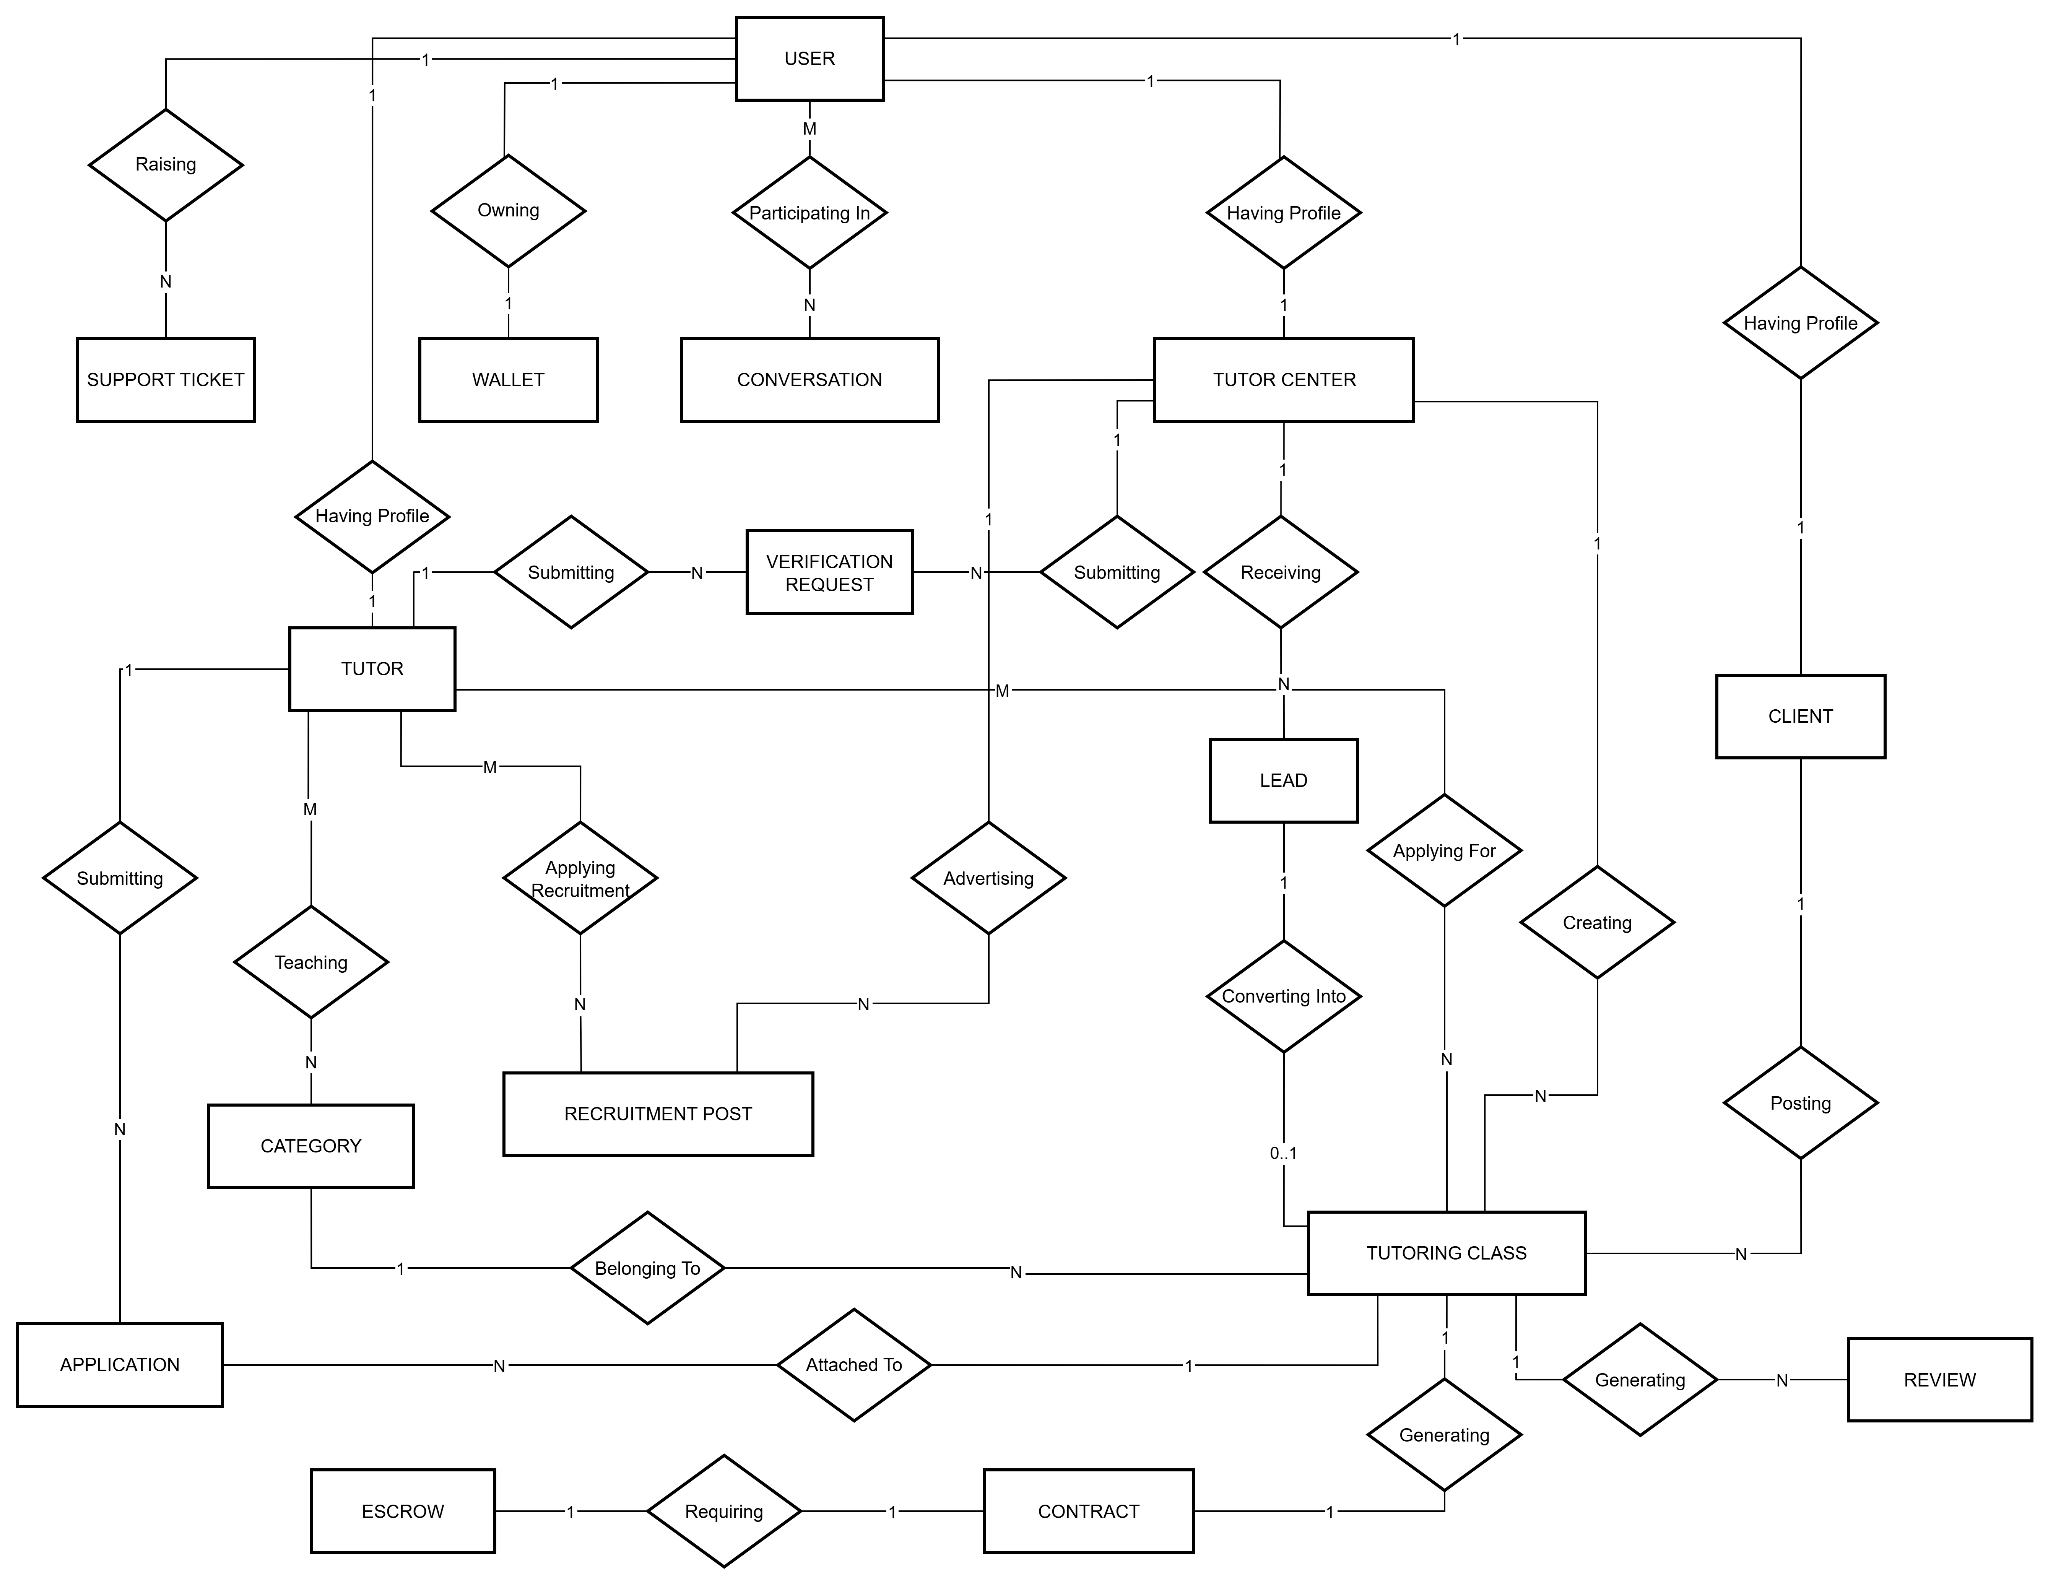 USER
1
1
1
1
1
1
M
Raising
Owning
Participating In
Having Profile
N
1
N
1
Having Profile
SUPPORT TICKET
WALLET
CONVERSATION
TUTOR CENTER
1
1
1
1
1
Having Profile
Submitting
N
VERIFICATION
REQUEST
N
Submitting
Receiving
1
1
TUTOR
1
M
N
CLIENT
M
M
LEAD
Submitting
Teaching
Applying
Recruitment
Advertising
1
Applying For
Creating
1
N
N
N
Converting Into
N
N
Posting
N
CATEGORY
RECRUITMENT POST
0..1
1
Belonging To
N
TUTORING CLASS
N
APPLICATION
N
Attached To
1
1
1
Generating
N
REVIEW
Generating
ESCROW
1
Requiring
1
CONTRACT
1